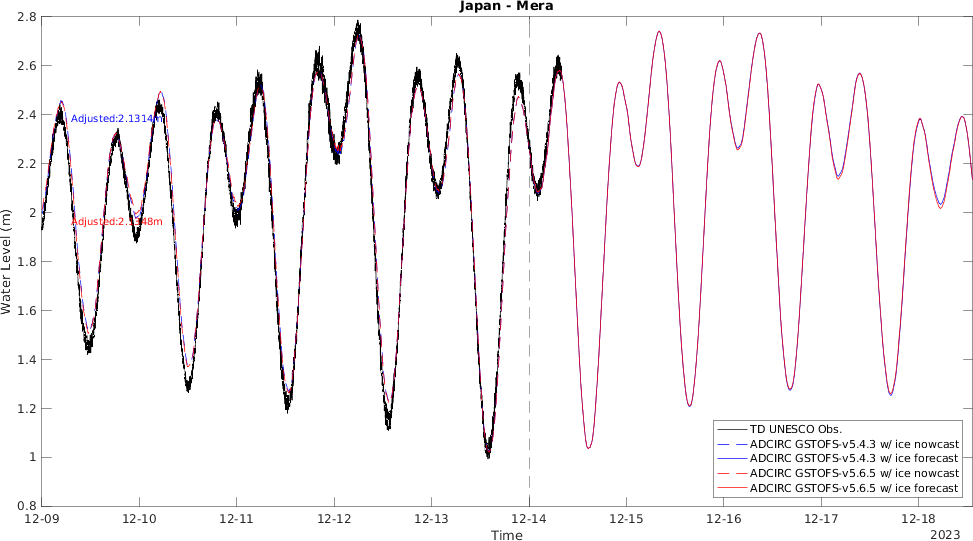 Japan - Mera
2.8
2.6
2.4
2.2
2
1.8
1.6
1.4
1.2
1
0.8
Water Level (m)
Adjusted:2.1314m
Adjusted:2.1348m
TD UNESCO Obs.
ADCIRC GSTOFS-v5.4.3 w/ ice nowcast
ADCIRC GSTOFS-v5.4.3 w/ ice forecast
ADCIRC GSTOFS-v5.6.5 w/ ice nowcast
ADCIRC GSTOFS-v5.6.5 w/ ice forecast
12-09 12-10 12-11 12-12 12-13 12-14 12-15 12-16 12-17 12-18
Time
2023